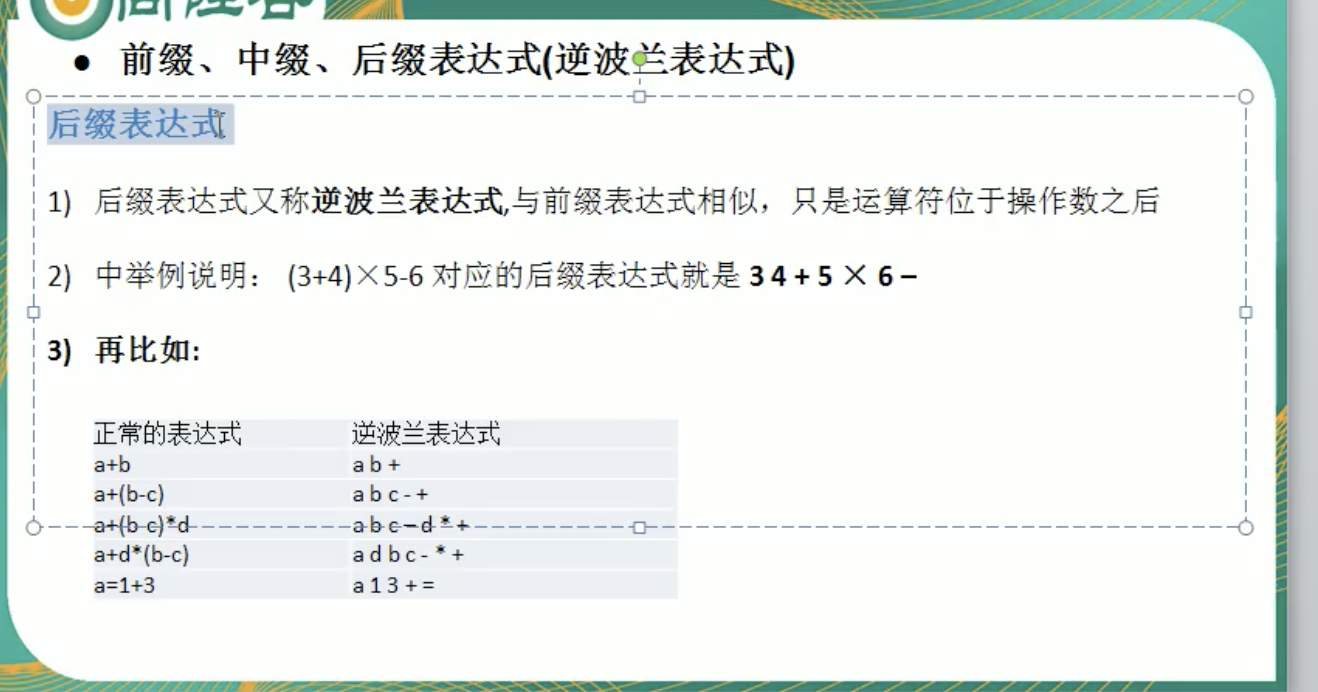 ● 前缀、中缀、后缀表达式(逆波兰表达式)
后缀表达式
1) 后缀表达式又称逆波兰表达式,与前缀表达式相似，只是运算符位于操作数之后
2) 中举例说明： (3+4)×5-6 对应的后缀表达式就是 3 4 + 5 × 6 –
3) 再比如:
正常的表达式 逆波兰表达式
a+b a b +
a+(b-c) a b c - +
a+(b-c)*d a b c – d * +
a+d*(b-c) a d b c - * +
a=1+3 a 1 3 + =